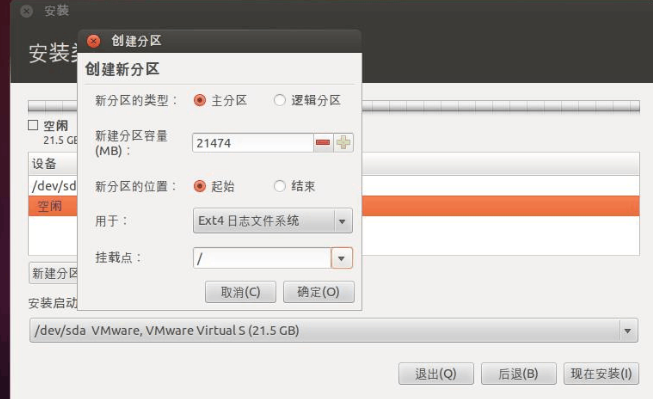 安装
创建分区
安装类
创建新分区
新分区的类型：
主分区
逻辑分区
空闲
21.5 GB
新建分区容量
(MB)：
21474
设备
/dev/sd
新分区的位置：
起始
结束
空闲
用于：
Ext4 日志文件系统
挂载点：
/
新建分区
取消(C)
确定(O)
安装启动
/dev/sda VMware, VMware Virtual S (21.5 GB)
退出(Q)
后退(B)
现在安装(I)